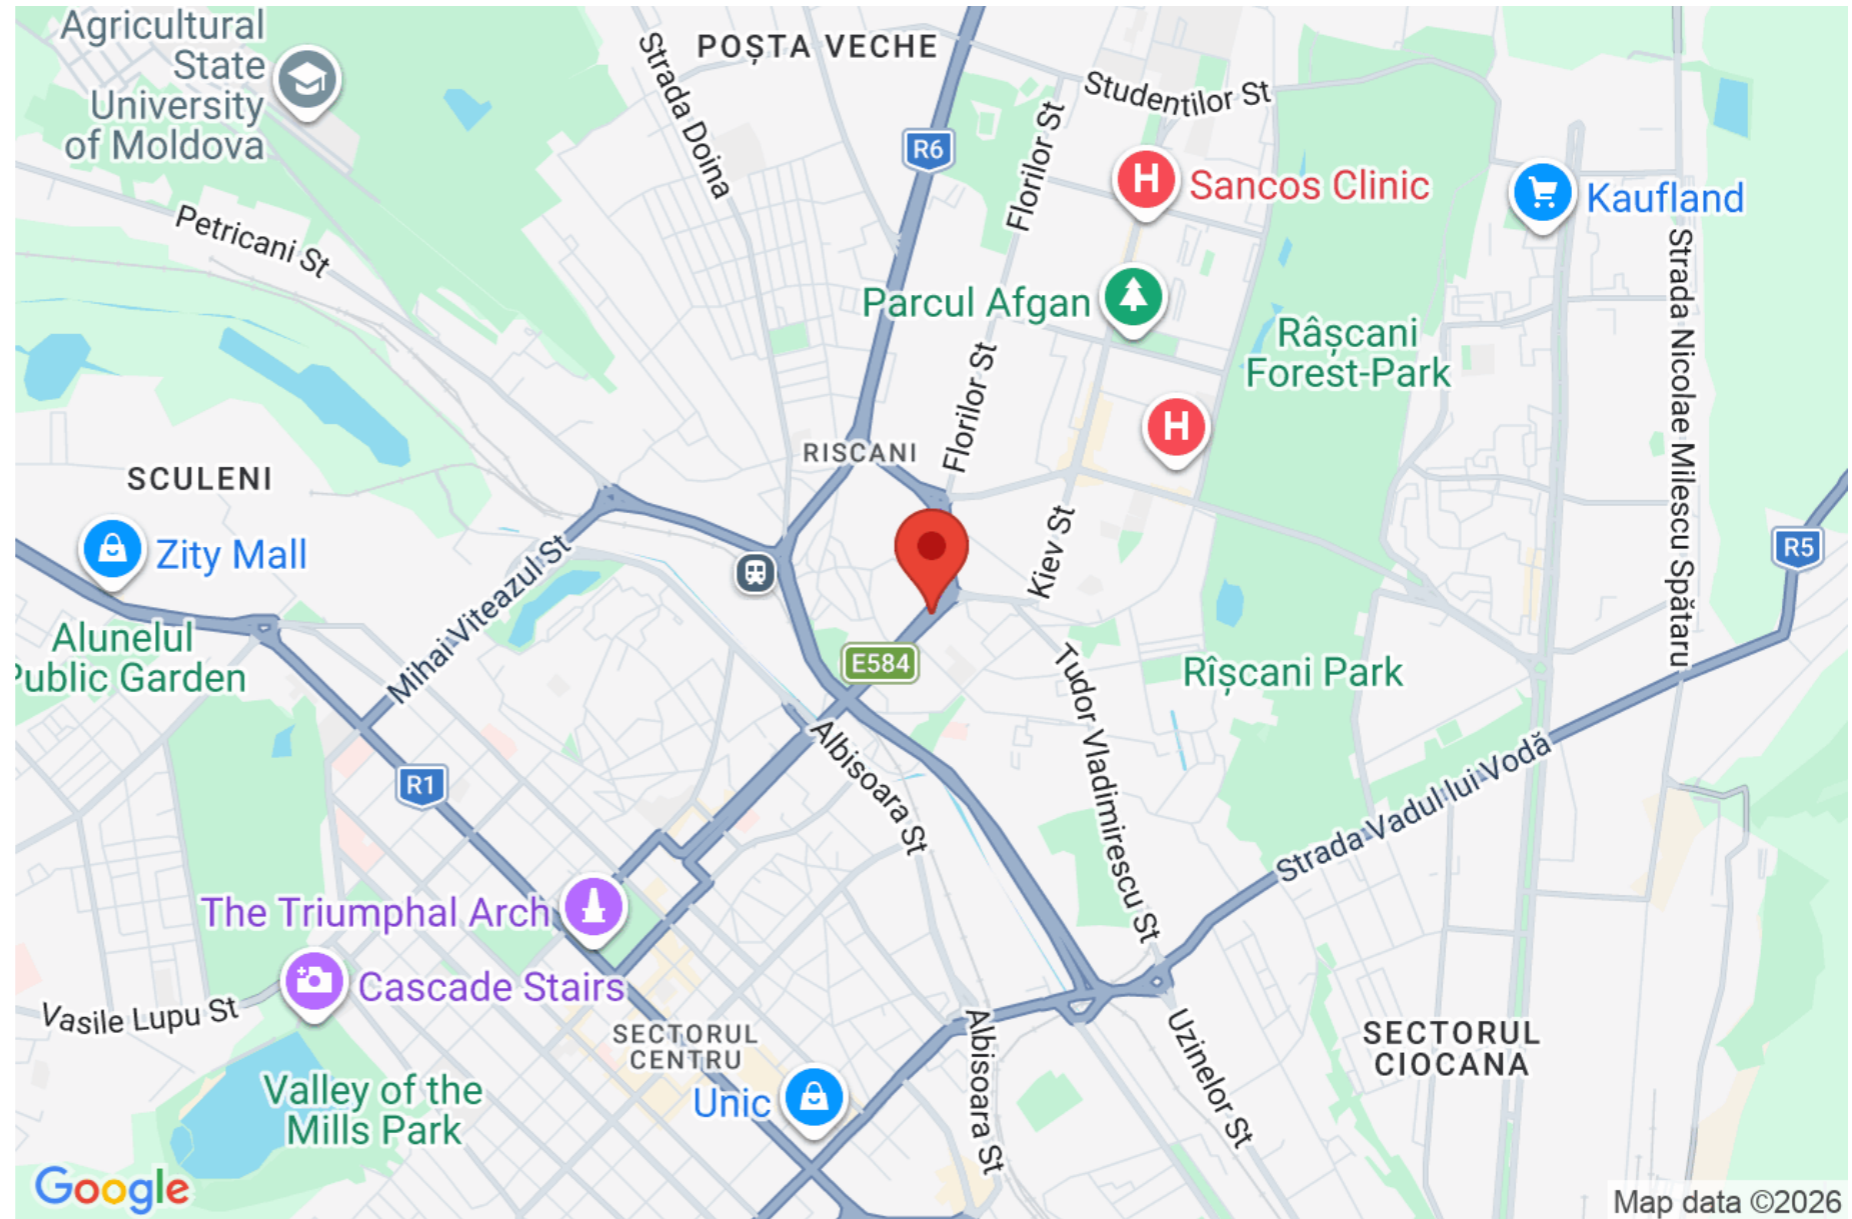 Agricultural
State
University
of Moldova
POȘTA VECHE
Strada Doina
Studentilor St
R6
Florilor St
H
Sancos Clinic
Kaufland
Petricani St
Parcul Afgan
Râșcani
Forest-Park
Strada Nicolae Milescu Spătaru
Florilor St
H
RISCANI
SCULENI
Zity Mall
Mihai Viteazul St
Kiev St
R5
Alunelul
Public Garden
E584
Rîșcani Park
Tudor Vladimirescu St
Albisoara St
R1
Strada Vadul lui Vodă
The Triumphal Arch
Cascade Stairs
Vasile Lupu St
SECTORUL
CENTRU
Albisoara St
Uzinelor St
SECTORUL
CIOCANA
Valley of the
Mills Park
Unic
Google
Map data ©2026